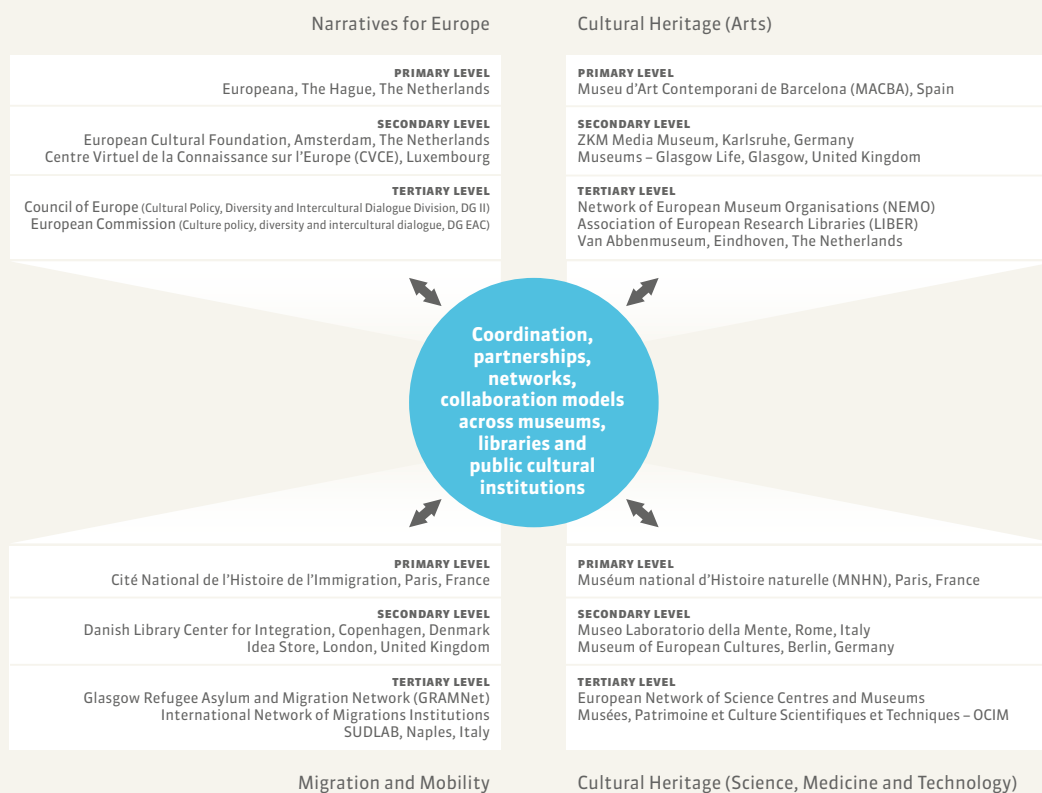 Narratives for Europe
PRIMARY LEVEL
Europeana, The Hague, The Netherlands
SECONDARY LEVEL
European Cultural Foundation, Amsterdam, The Netherlands
Centre Virtuel de la Connaissance sur l'Europe (CVCE), Luxembourg
TERTIARY LEVEL
Council of Europe (Cultural Policy, Diversity and Intercultural Dialogue Division, DG II)
European Commission (Culture policy, diversity and intercultural dialogue, DG EAC)
Cultural Heritage (Arts)
PRIMARY LEVEL
Museu d'Art Contemporani de Barcelona (MACBA), Spain
SECONDARY LEVEL
ZKM Media Museum, Karlsruhe, Germany
Museums – Glasgow Life, Glasgow, United Kingdom
TERTIARY LEVEL
Network of European Museum Organisations (NEMO)
Association of European Research Libraries (LIBER)
Van Abbenmuseum, Eindhoven, The Netherlands
Coordination,
partnerships,
networks,
collaboration models
across museums,
libraries and
public cultural
institutions
PRIMARY LEVEL
Cité National de l'Histoire de l'Immigration, Paris, France
SECONDARY LEVEL
Danish Library Center for Integration, Copenhagen, Denmark
Idea Store, London, United Kingdom
TERTIARY LEVEL
Glasgow Refugee Asylum and Migration Network (GRAMNet)
International Network of Migrations Institutions
SUDLAB, Naples, Italy
Migration and Mobility
PRIMARY LEVEL
Muséum national d'Histoire naturelle (MNHN), Paris, France
SECONDARY LEVEL
Museo Laboratorio della Mente, Rome, Italy
Museum of European Cultures, Berlin, Germany
TERTIARY LEVEL
European Network of Science Centres and Museums
Musées, Patrimoine et Culture Scientifiques et Techniques – OCIM
Cultural Heritage (Science, Medicine and Technology)